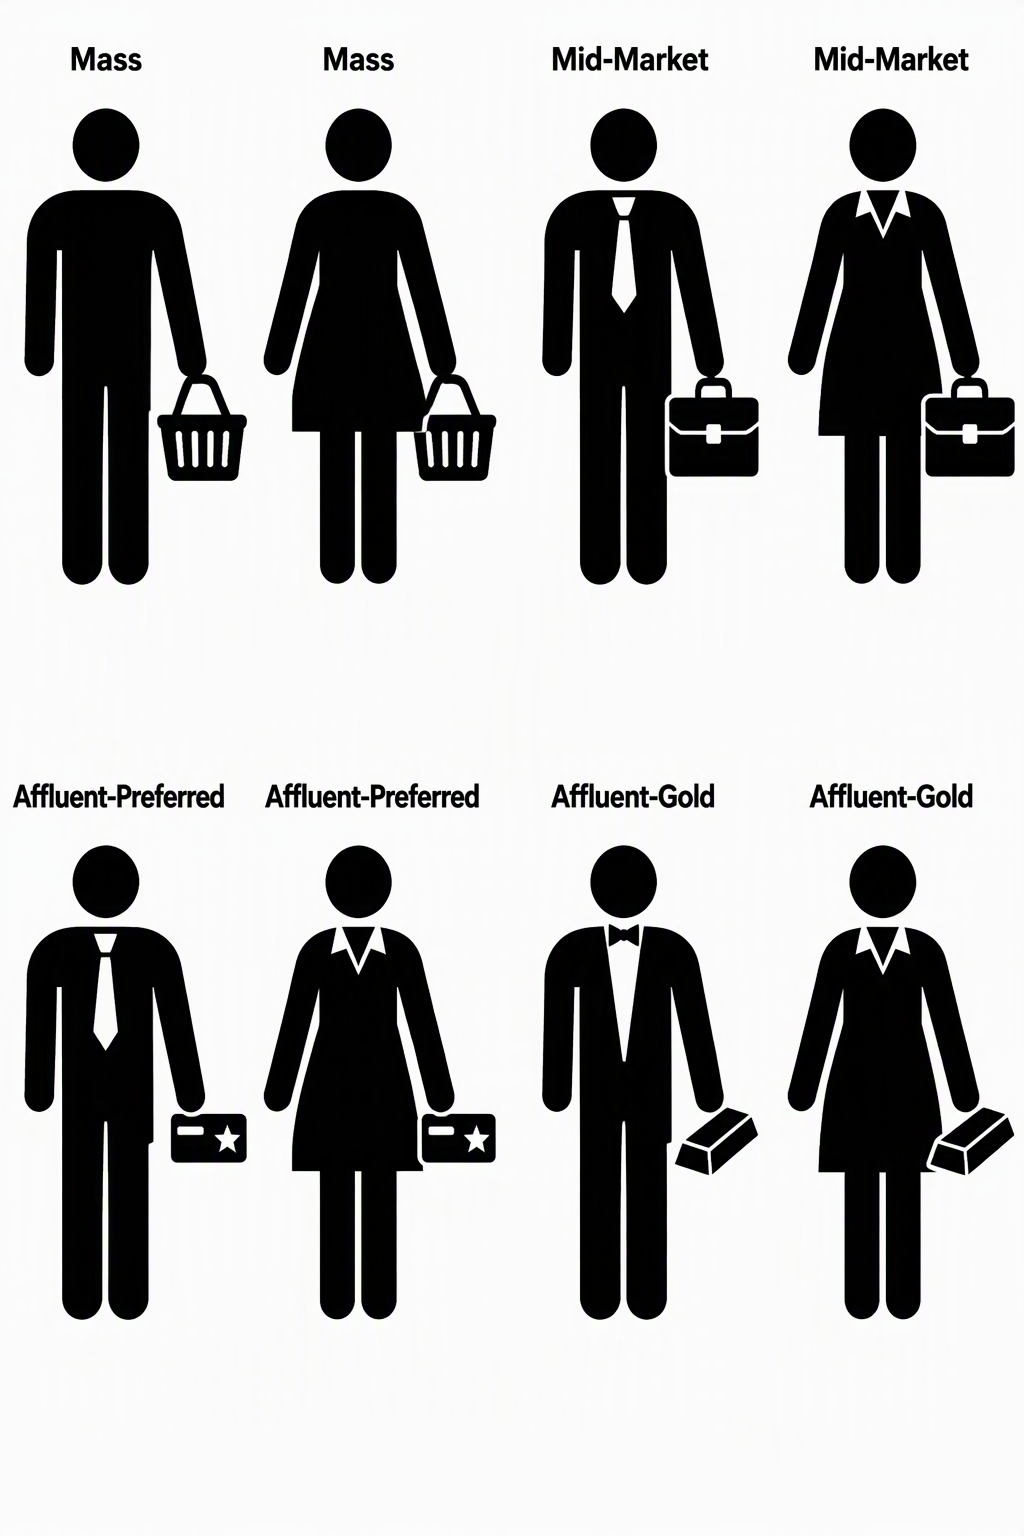 Mass
Mass
Mid-Market
Mid-Market
Affluent-Preferred
Affluent-Preferred
Affluent-Gold
Affluent-Gold